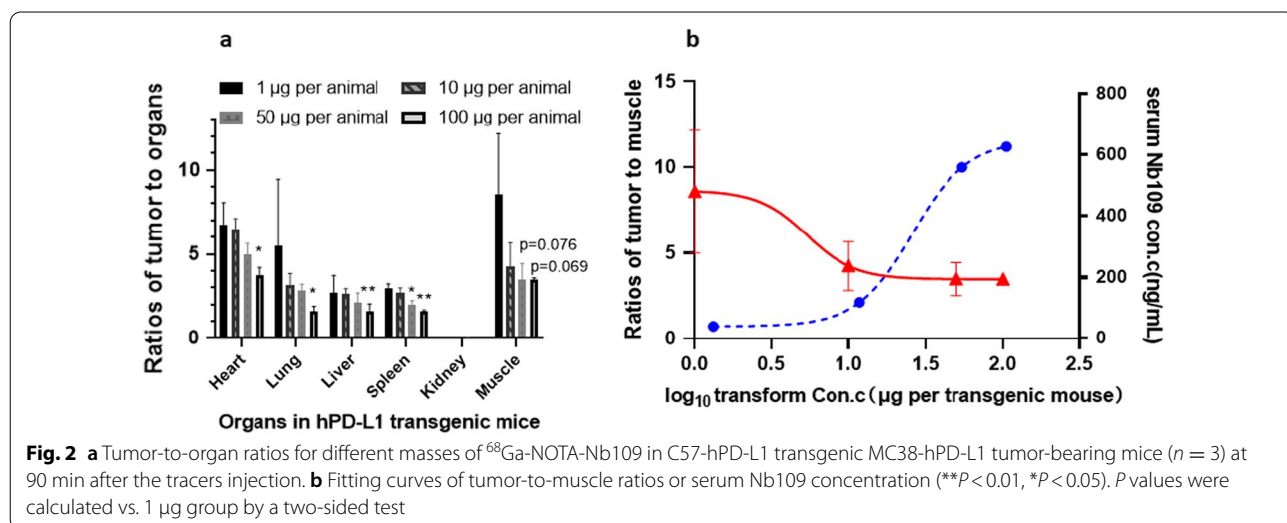 a
1 µg per animal
10 µg per animal
50 µg per animal
100 µg per animal
Ratios of tumor to organs
10
5
0
*
*
**
*
**
p=0.076
p=0.069
Heart
Lung
Liver
Spleen
Kidney
Muscle
Organs in hPD-L1 transgenic mice
b
Ratios of tumor to muscle
15
10
5
0
800
600
400
200
0
serum Nb109 con.c(ng/mL)
0.0
0.5
1.0
1.5
2.0
2.5
log₁₀ transform Con.c (µg per transgenic mouse)
Fig. 2 a Tumor-to-organ ratios for different masses of ⁶⁸Ga-NOTA-Nb109 in C57-hPD-L1 transgenic MC38-hPD-L1 tumor-bearing mice (n = 3) at
90 min after the tracers injection. b Fitting curves of tumor-to-muscle ratios or serum Nb109 concentration (**P < 0.01, *P < 0.05). P values were
calculated vs. 1 µg group by a two-sided test